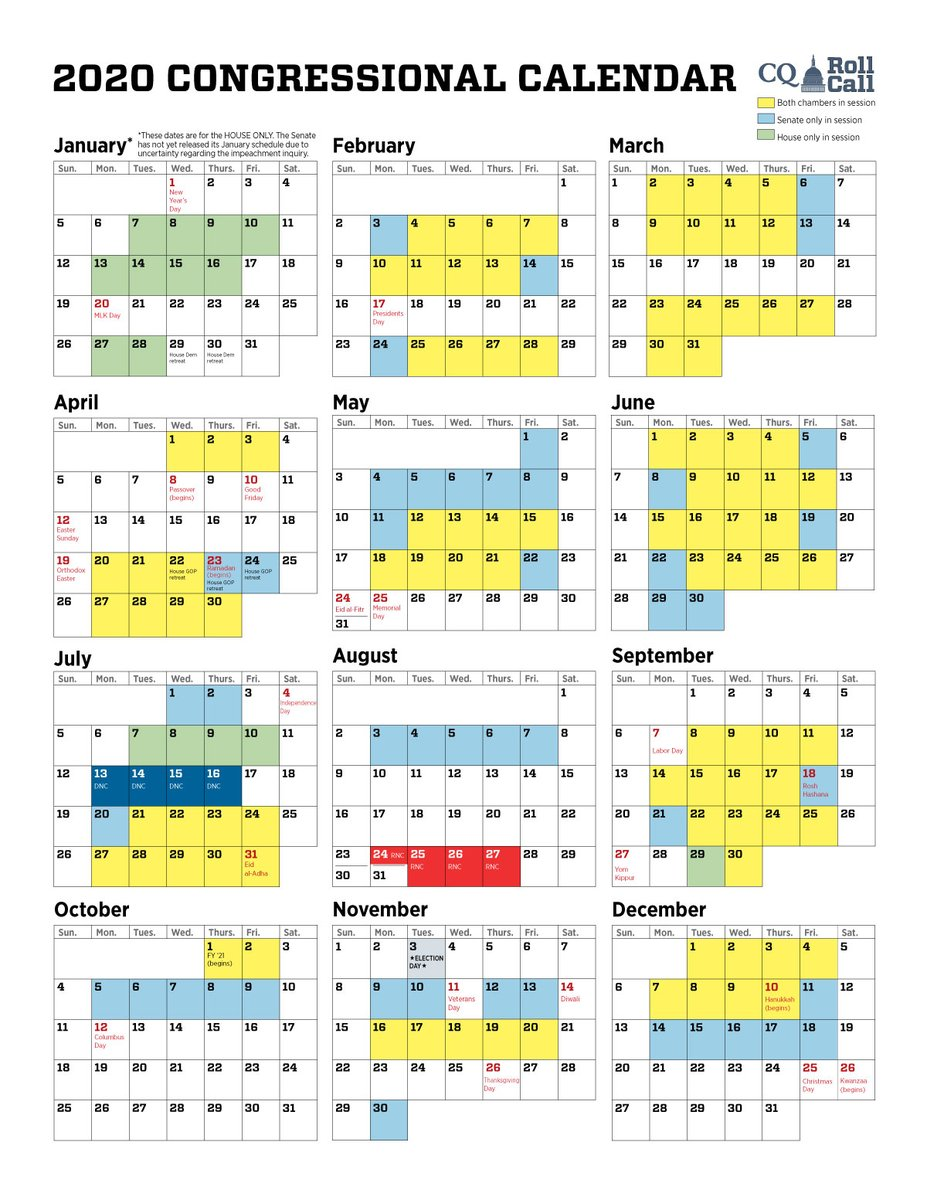 2020 CONGRESSIONAL CALENDAR
CQ Roll Call
Both chambers in session
Senate only in session
House only in session
January*
*These dates are for the HOUSE ONLY. The Senate
has not yet released its January schedule due to
uncertainty regarding the impeachment inquiry.
Sun. Mon. Tues. Wed. Thurs. Fri. Sat.
1 2 3 4
New
Year's
Day
5 6 7 8 9 10 11
12 13 14 15 16 17 18
19 20 21 22 23 24 25
MLK Day
26 27 28 29 30 31
House Dem House Dem
retreat retreat
February
Sun. Mon. Tues. Wed. Thurs. Fri. Sat.
1
2 3 4 5 6 7 8
9 10 11 12 13 14 15
16 17 18 19 20 21 22
Presidents
Day
23 24 25 26 27 28 29
March
Sun. Mon. Tues. Wed. Thurs. Fri. Sat.
1 2 3 4 5 6 7
8 9 10 11 12 13 14
15 16 17 18 19 20 21
22 23 24 25 26 27 28
29 30 31
April
Sun. Mon. Tues. Wed. Thurs. Fri. Sat.
1 2 3 4
5 6 7 8 9 10 11
Passover Good
(begins) Friday
12 13 14 15 16 17 18
Easter
Sunday
19 20 21 22 23 24 25
Orthodox House GOP Ramadan House GOP
Easter retreat (begins) retreat
House GOP
retreat
26 27 28 29 30
May
Sun. Mon. Tues. Wed. Thurs. Fri. Sat.
1 2
3 4 5 6 7 8 9
10 11 12 13 14 15 16
17 18 19 20 21 22 23
24 25 26 27 28 29 30
Eid al-Fitr Memorial
Day
31
June
Sun. Mon. Tues. Wed. Thurs. Fri. Sat.
1 2 3 4 5 6
7 8 9 10 11 12 13
14 15 16 17 18 19 20
21 22 23 24 25 26 27
28 29 30
July
Sun. Mon. Tues. Wed. Thurs. Fri. Sat.
1 2 3 4
Independence
Day
5 6 7 8 9 10 11
12 13 14 15 16 17 18
DNC DNC DNC DNC
19 20 21 22 23 24 25
26 27 28 29 30 31
Eid
al-Adha
August
Sun. Mon. Tues. Wed. Thurs. Fri. Sat.
1
2 3 4 5 6 7 8
9 10 11 12 13 14 15
16 17 18 19 20 21 22
23 24 RNC 25 26 27 28 29
RNC RNC RNC
30 31
September
Sun. Mon. Tues. Wed. Thurs. Fri. Sat.
1 2 3 4 5
6 7 8 9 10 11 12
Labor Day
13 14 15 16 17 18 19
Rosh
Hashana
20 21 22 23 24 25 26
27 28 29 30
Yom
Kippur
October
Sun. Mon. Tues. Wed. Thurs. Fri. Sat.
1 2 3
FY '21
(begins)
4 5 6 7 8 9 10
11 12 13 14 15 16 17
Columbus
Day
18 19 20 21 22 23 24
25 26 27 28 29 30 31
November
Sun. Mon. Tues. Wed. Thurs. Fri. Sat.
1 2 3 4 5 6 7
★ELECTION
DAY★
8 9 10 11 12 13 14
Veterans Diwali
Day
15 16 17 18 19 20 21
22 23 24 25 26 27 28
Thanksgiving
Day
29 30
December
Sun. Mon. Tues. Wed. Thurs. Fri. Sat.
1 2 3 4 5
6 7 8 9 10 11 12
Hanukkah
(begins)
13 14 15 16 17 18 19
20 21 22 23 24 25 26
Christmas Kwanzaa
Day (begins)
27 28 29 30 31